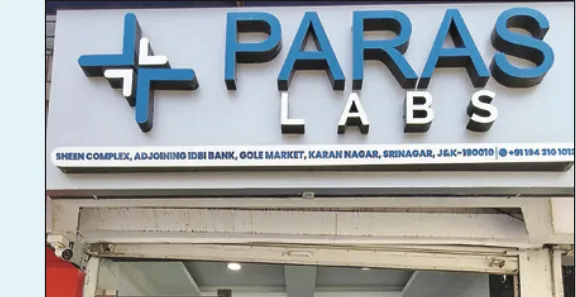 PARAS
LABS
SHEEN COMPLEX, ADJOINING IDBI BANK, GOLE MARKET, KARAN NAGAR, SRINAGAR, J&K-190010 +91 194 310 1012